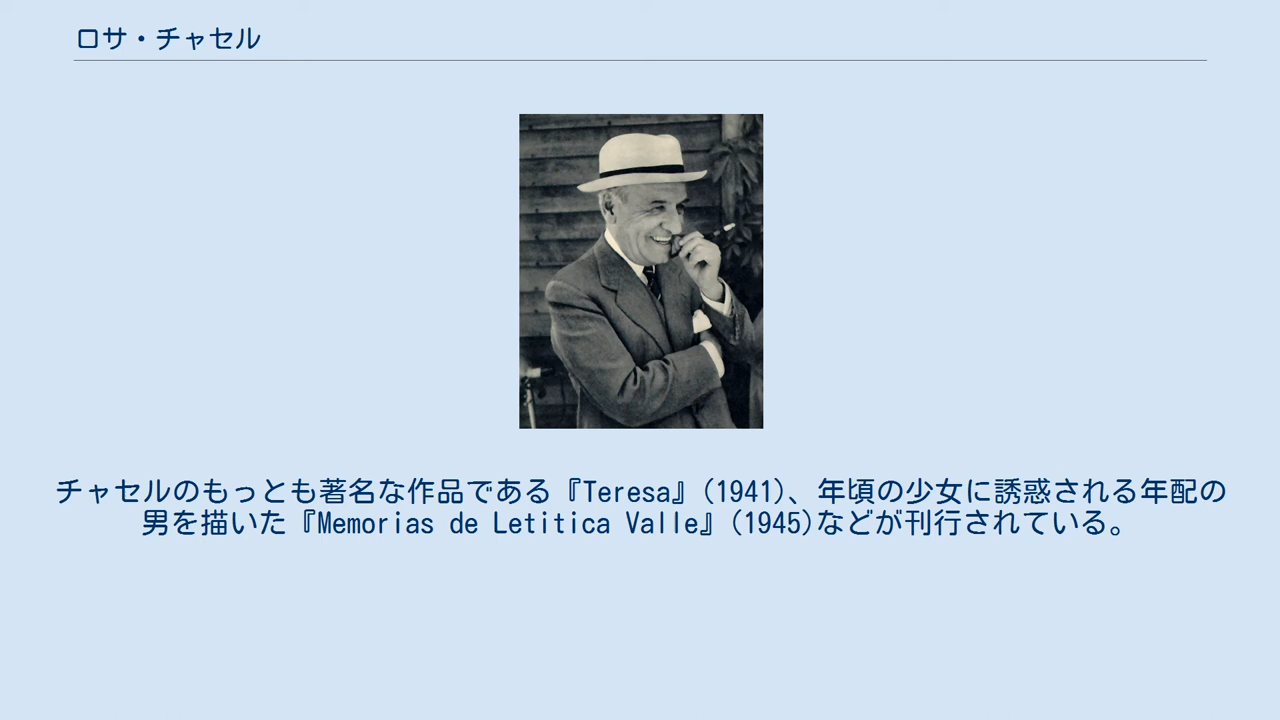 ロサ・チャセル
チャセルのもっとも著名な作品である『Teresa』(1941)、年頃の少女に誘惑される年配の
男を描いた『Memorias de Letitica Valle』(1945)などが刊行されている。